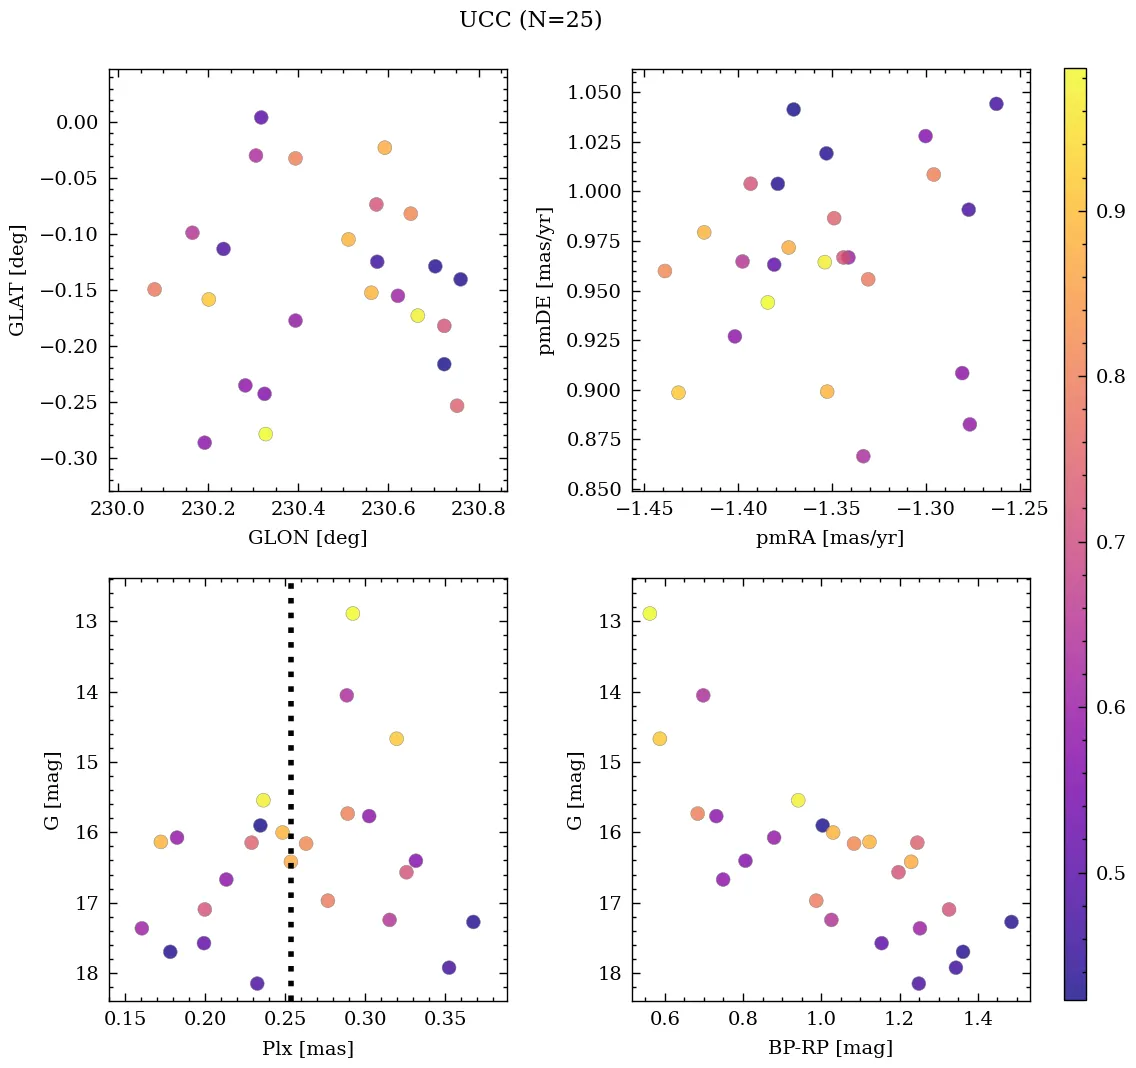 UCC (N=25)
0.00
−0.05
−0.10
−0.15
−0.20
−0.25
−0.30
GLAT [deg]
230.0 230.2 230.4 230.6 230.8
GLON [deg]
1.050
1.025
1.000
0.975
0.950
0.925
0.900
0.875
0.850
pmDE [mas/yr]
−1.45 −1.40 −1.35 −1.30 −1.25
pmRA [mas/yr]
13
14
15
16
17
18
G [mag]
0.15 0.20 0.25 0.30 0.35
Plx [mas]
13
14
15
16
17
18
G [mag]
0.6 0.8 1.0 1.2 1.4
BP-RP [mag]
0.9
0.8
0.7
0.6
0.5